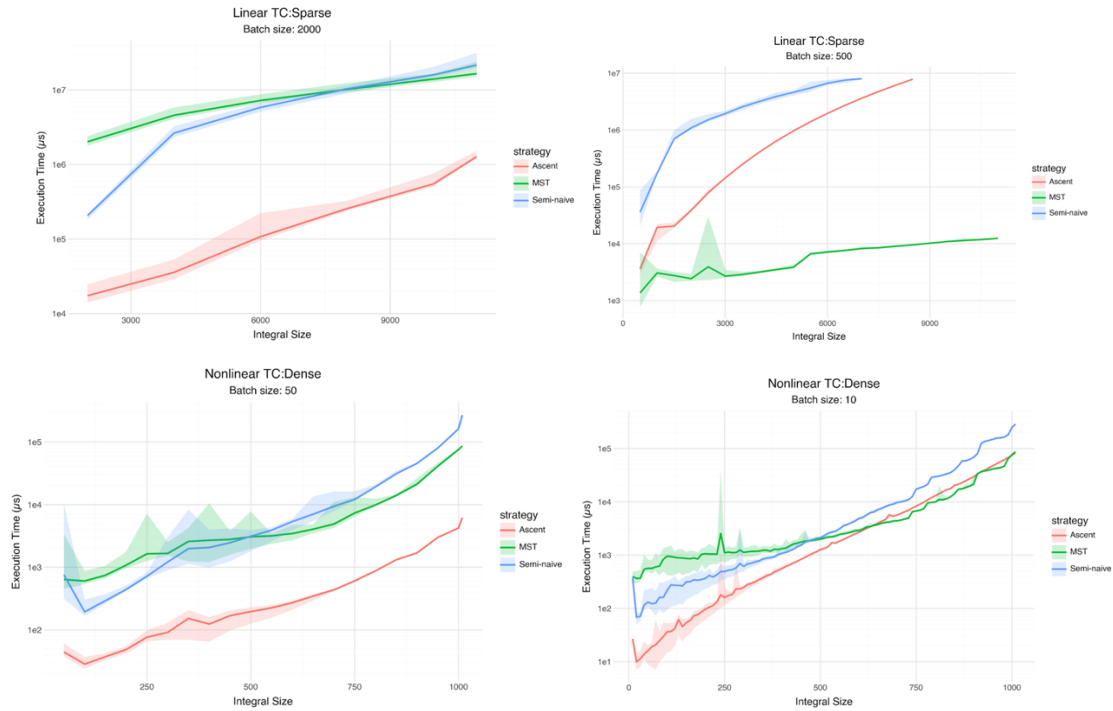 Linear TC:Sparse
Batch size: 2000
Execution Time (µs)
1e7
1e6
1e5
1e4
3000 6000 9000
Integral Size
strategy
Ascent
MST
Semi-naive
Linear TC:Sparse
Batch size: 500
Execution Time (µs)
1e7
1e6
1e5
1e4
1e3
0 3000 6000 9000
Integral Size
strategy
Ascent
MST
Semi-naive
Nonlinear TC:Dense
Batch size: 50
Execution Time (µs)
1e5
1e4
1e3
1e2
250 500 750 1000
Integral Size
strategy
Ascent
MST
Semi-naive
Nonlinear TC:Dense
Batch size: 10
Execution Time (µs)
1e5
1e4
1e3
1e2
1e1
0 250 500 750 1000
Integral Size
strategy
Ascent
MST
Semi-naive